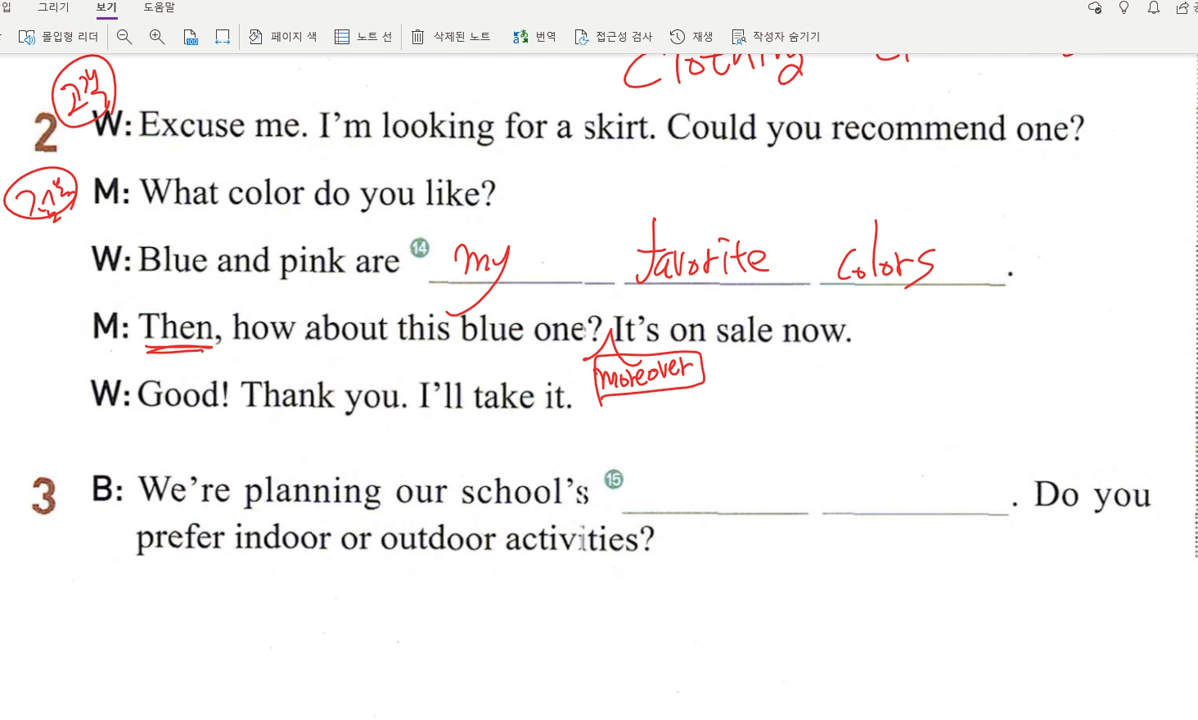 입 그리기 보기 도움말
몰입형 리더 페이지 색 노트 선 삭제된 노트 번역 접근성 검사 재생 작성자 숨기기
Clothing
고객
2 W: Excuse me. I'm looking for a skirt. Could you recommend one?
M: What color do you like?
W: Blue and pink are 14 my favorite colors.
M: Then, how about this blue one? It's on sale now.
moreover
W: Good! Thank you. I'll take it.
3 B: We're planning our school's 15 . Do you
prefer indoor or outdoor activities?